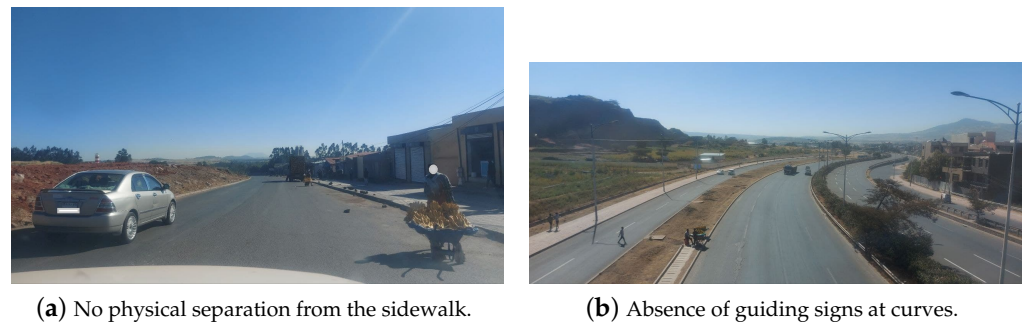 (a) No physical separation from the sidewalk.
(b) Absence of guiding signs at curves.